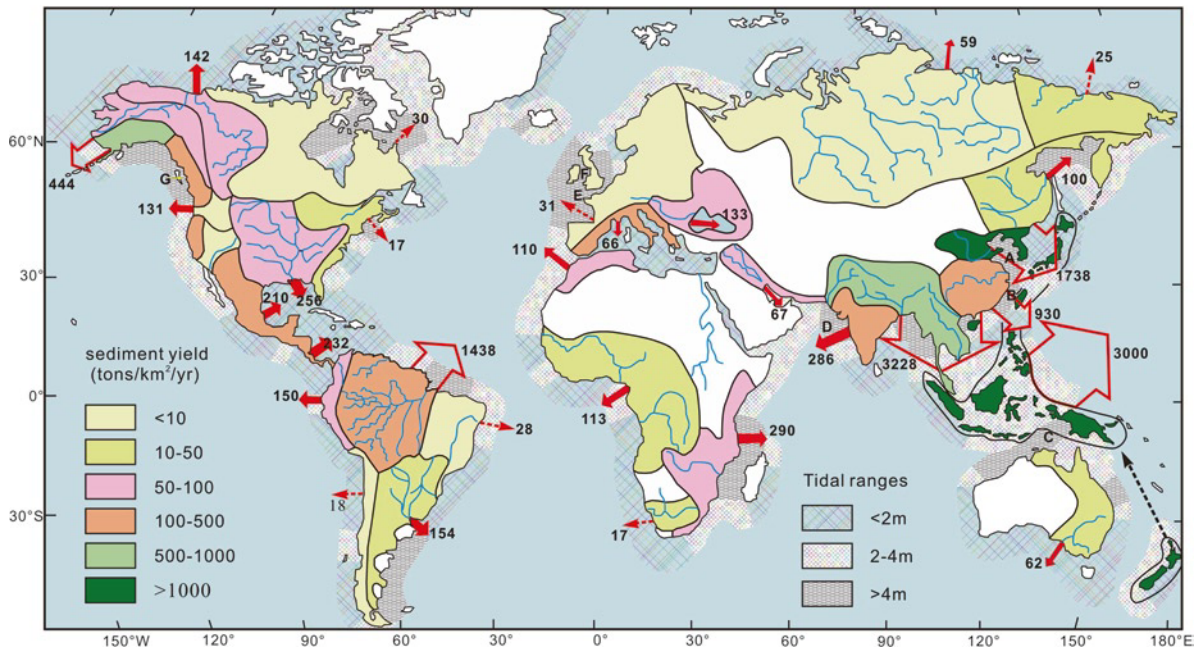 142
59
25
60°N
30
444
G
F
E
100
131
31
133
17
66
110
A
1738
30°N
210
256
67
B
930
D
286
3228
3000
232
1438
sediment yield
(tons/km²/yr)
<10
10-50
50-100
100-500
500-1000
>1000
0°
150
113
28
290
C
18
30°S
154
17
62
Tidal ranges
<2m
2-4m
>4m
150°W
120°
90°
60°
30°
0°
30°
60°
90°
120°
150°
180°E